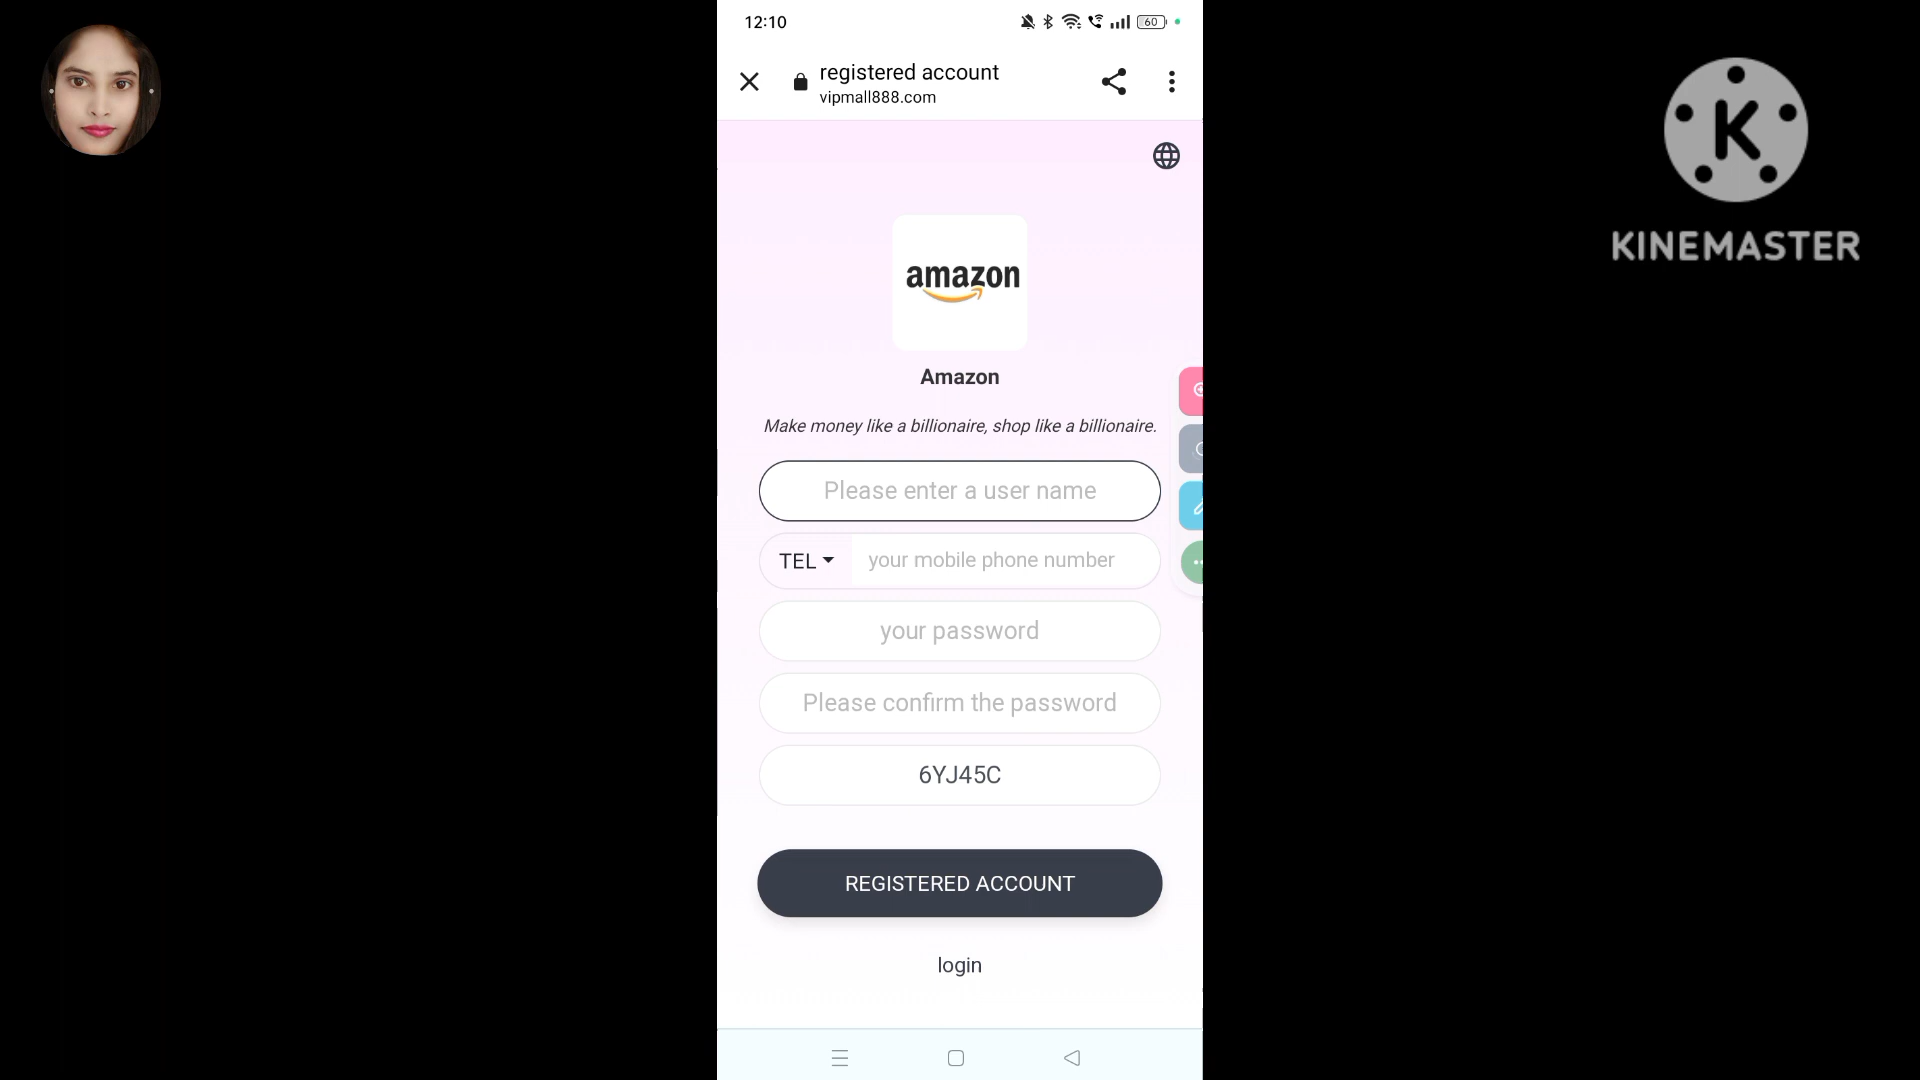 12:10
60
registered account
vipmall888.com
K
KINEMASTER
amazon
Amazon
Make money like a billionaire, shop like a billionaire.
Please enter a user name
TEL
your mobile phone number
your password
Please confirm the password
6YJ45C
REGISTERED ACCOUNT
login